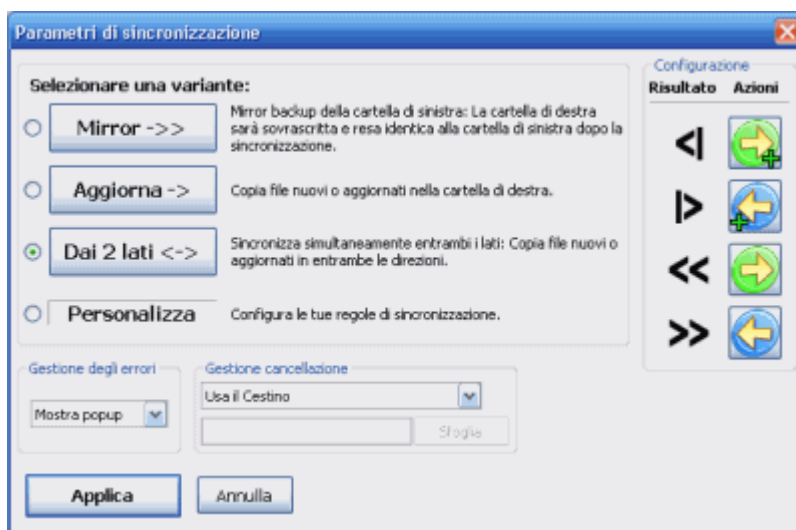 Parametri di sincronizzazione
Selezionare una variante:
Mirror ->>
Mirror backup della cartella di sinistra: La cartella di destra
sarà sovrascritta e resa identica alla cartella di sinistra dopo la
sincronizzazione.
Aggiorna ->
Copia file nuovi o aggiornati nella cartella di destra.
Dai 2 lati <->
Sincronizza simultaneamente entrambi i lati: Copia file nuovi o
aggiornati in entrambe le direzioni.
Personalizza
Configura le tue regole di sincronizzazione.
Configurazione
Risultato Azioni
<|
|>
<<
>>
Gestione degli errori
Mostra popup
Gestione cancellazione
Usa il Cestino
Sfoglia
Applica
Annulla